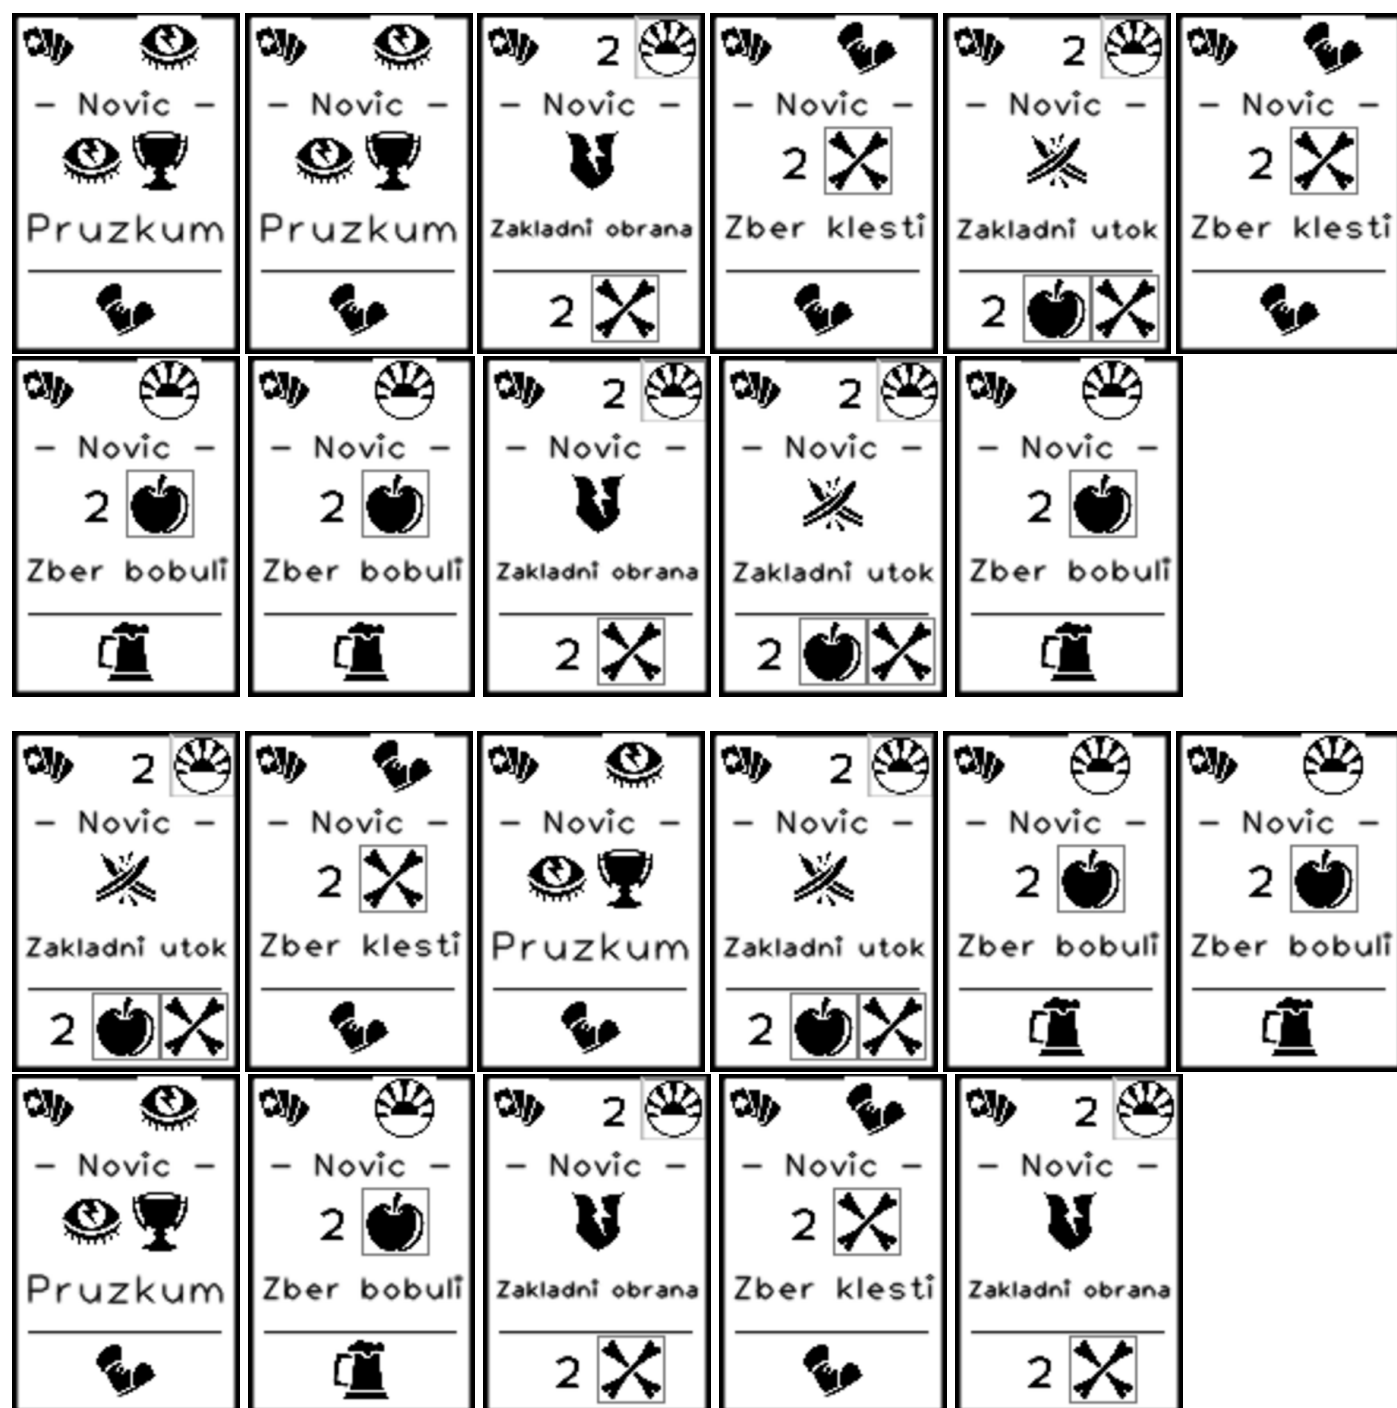 2 2
- Novic - - Novic - - Novic - - Novic - - Novic - - Novic -
2 2
Pruzkum Pruzkum Zakladni obrana Zber klesti Zakladni utok Zber klesti
2 2
2 2
- Novic - - Novic - - Novic - - Novic - - Novic -
2 2 2
Zber bobuli Zber bobuli Zakladni obrana Zakladni utok Zber bobuli
2 2
2 2
- Novic - - Novic - - Novic - - Novic - - Novic - - Novic -
2 2 2
Zakladni utok Zber klesti Pruzkum Zakladni utok Zber bobuli Zber bobuli
2 2
2 2
- Novic - - Novic - - Novic - - Novic - - Novic -
2 2
Pruzkum Zber bobuli Zakladni obrana Zber klesti Zakladni obrana
2 2